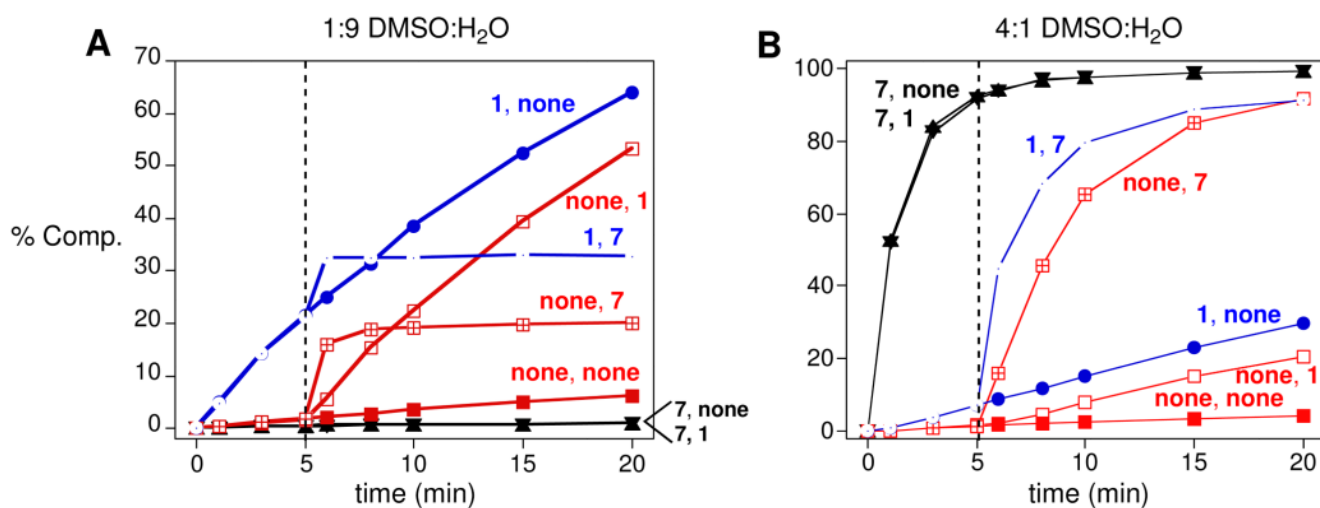 A
1:9 DMSO:H₂O
70
60
50
40
30
20
10
0
% Comp.
1, none
none, 1
1, 7
none, 7
none, none
7, none
7, 1
0 5 10 15 20
time (min)
B
4:1 DMSO:H₂O
100
80
60
40
20
0
7, none
7, 1
1, 7
none, 7
1, none
none, 1
none, none
0 5 10 15 20
time (min)